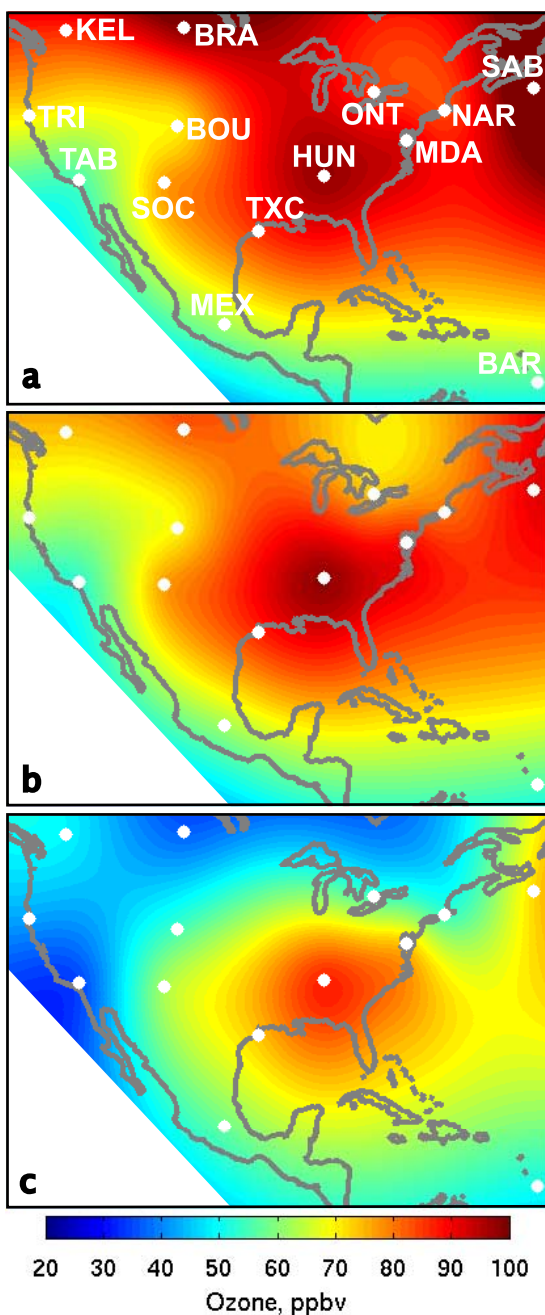 KEL BRA
SAB
ONT
NAR
TRI BOU
MDA
TAB HUN
SOC TXC
MEX
a BAR
b
c
20 30 40 50 60 70 80 90 100
Ozone, ppbv